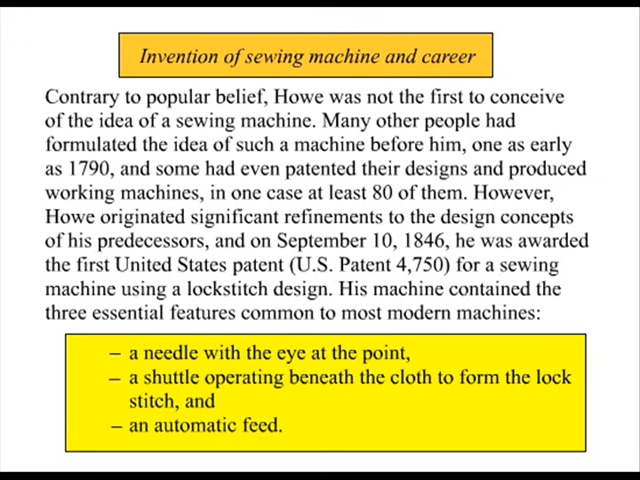 Invention of sewing machine and career
Contrary to popular belief, Howe was not the first to conceive
of the idea of a sewing machine. Many other people had
formulated the idea of such a machine before him, one as early
as 1790, and some had even patented their designs and produced
working machines, in one case at least 80 of them. However,
Howe originated significant refinements to the design concepts
of his predecessors, and on September 10, 1846, he was awarded
the first United States patent (U.S. Patent 4,750) for a sewing
machine using a lockstitch design. His machine contained the
three essential features common to most modern machines:
– a needle with the eye at the point,
– a shuttle operating beneath the cloth to form the lock
stitch, and
– an automatic feed.